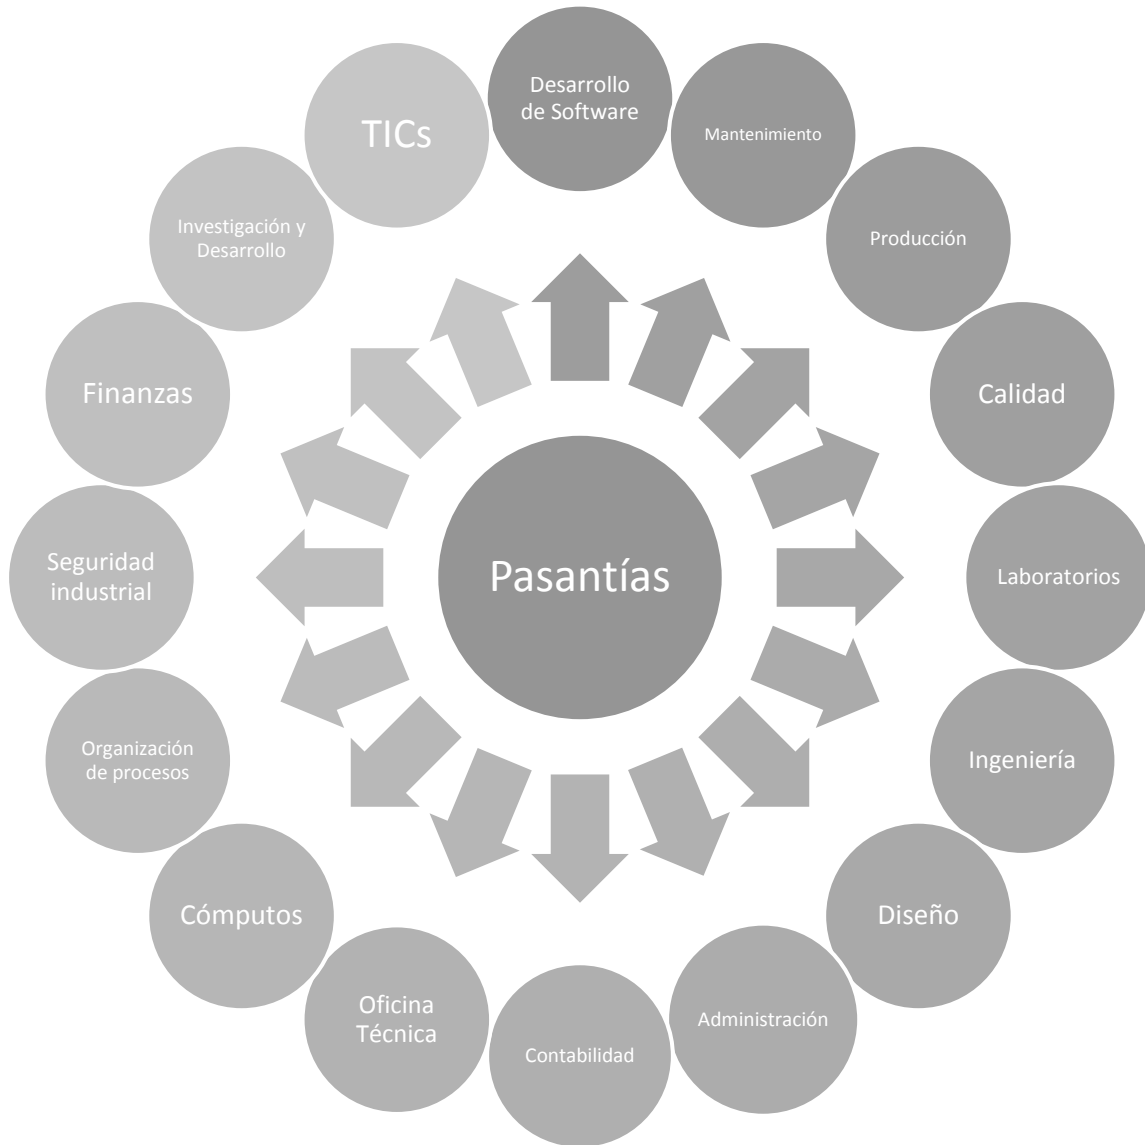 Desarrollo
de Software
Mantenimiento
Producción
Calidad
Laboratorios
Ingeniería
Diseño
Administración
Contabilidad
Oficina
Técnica
Cómputos
Organización
de procesos
Seguridad
industrial
Finanzas
Investigación y
Desarrollo
TICs
Pasantías